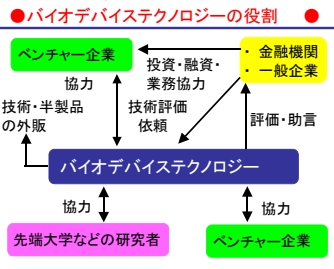 ●バイオデバイステクノロジーの役割 ●
ベンチャー企業
・ 金融機関
・ 一般企業
投資・融資・
業務協力
協力
技術・半製品
の外販
技術評価
依頼
評価・助言
バイオデバイステクノロジー
協力
協力
先端大学などの研究者
ベンチャー企業